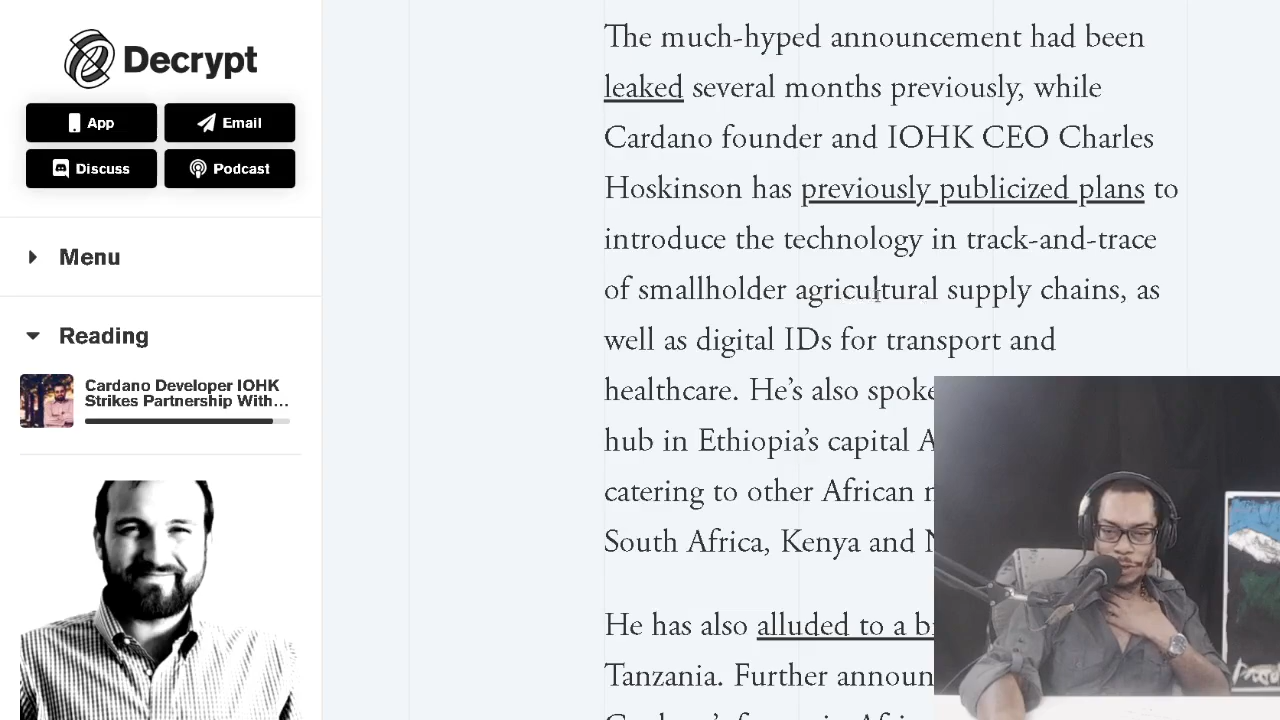 Decrypt
App
Email
Discuss
Podcast
Menu
Reading
Cardano Developer IOHK
Strikes Partnership With...
The much-hyped announcement had been
leaked several months previously, while
Cardano founder and IOHK CEO Charles
Hoskinson has previously publicized plans to
introduce the technology in track-and-trace
of smallholder agricultural supply chains, as
well as digital IDs for transport and
healthcare. He’s also spoke
hub in Ethiopia’s capital A
catering to other African
South Africa, Kenya and
He has also alluded to a
Tanzania. Further announ